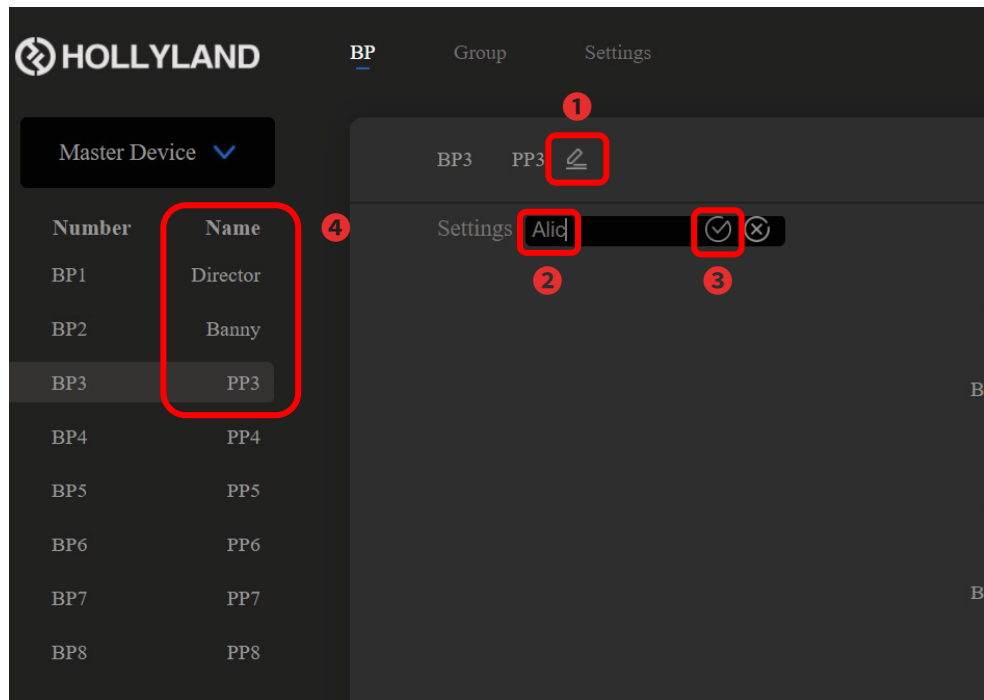 HOLLYLAND
BP Group Settings
1
Master Device
BP3 PP3
Number Name
4
Settings Alic
2
3
BP1 Director
BP2 Banny
BP3 PP3
B
BP4 PP4
BP5 PP5
BP6 PP6
BP7 PP7
B
BP8 PP8